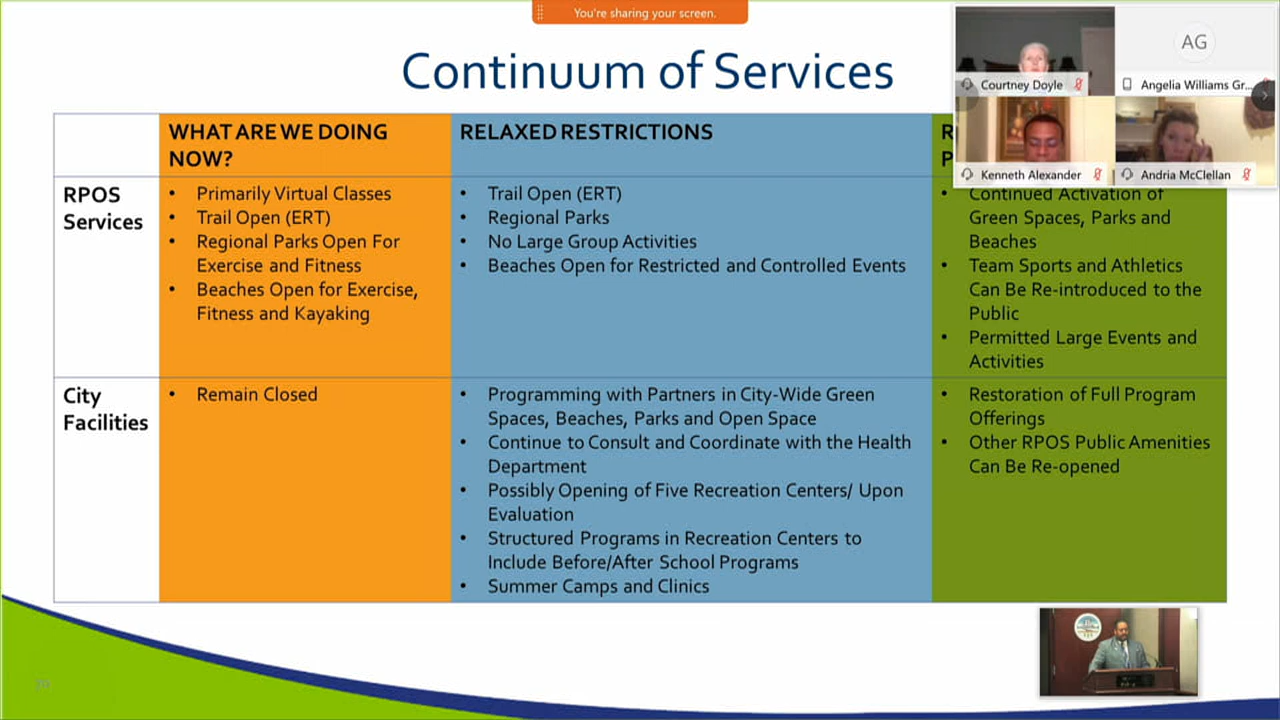 You're sharing your screen.
Continuum of Services
AG
Courtney Doyle
Angelia Williams Gr...
Kenneth Alexander
Andria McClellan
WHAT ARE WE DOING
NOW?
RELAXED RESTRICTIONS
RPOS
Services
• Primarily Virtual Classes
• Trail Open (ERT)
• Regional Parks Open For
Exercise and Fitness
• Beaches Open for Exercise,
Fitness and Kayaking
• Trail Open (ERT)
• Regional Parks
• No Large Group Activities
• Beaches Open for Restricted and Controlled Events
• Continued Activation of
Green Spaces, Parks and
Beaches
• Team Sports and Athletics
Can Be Re-introduced to the
Public
• Permitted Large Events and
Activities
City
Facilities
• Remain Closed
• Programming with Partners in City-Wide Green
Spaces, Beaches, Parks and Open Space
• Continue to Consult and Coordinate with the Health
Department
• Possibly Opening of Five Recreation Centers/ Upon
Evaluation
• Structured Programs in Recreation Centers to
Include Before/After School Programs
• Summer Camps and Clinics
• Restoration of Full Program
Offerings
• Other RPOS Public Amenities
Can Be Re-opened